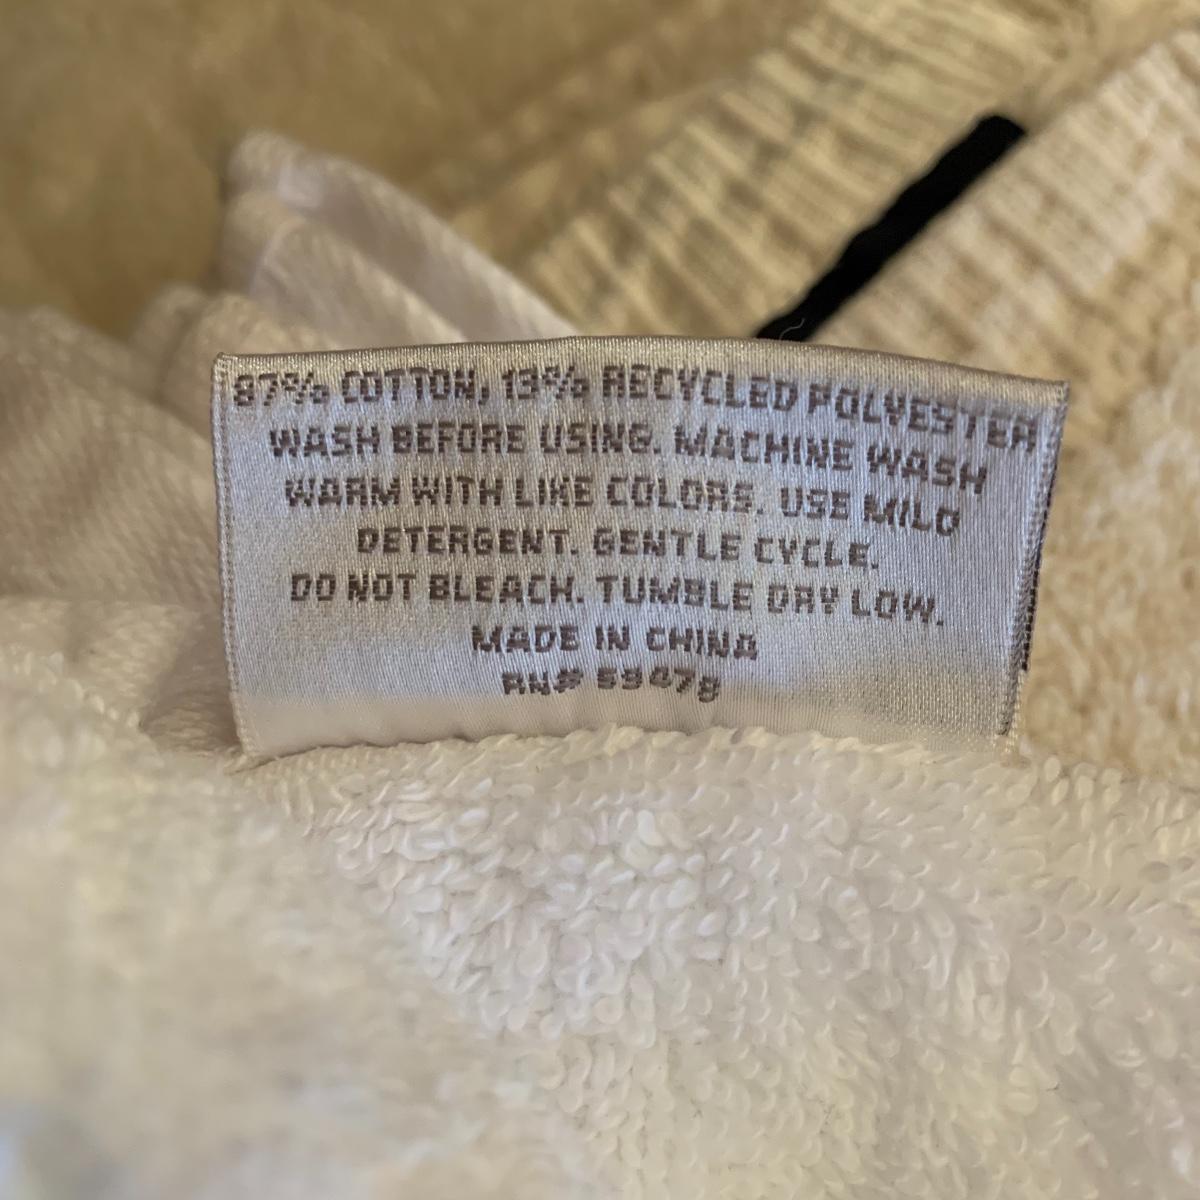 87% COTTON, 13% RECYCLED POLYESTER
WASH BEFORE USING. MACHINE WASH
WARM WITH LIKE COLORS. USE MILD
DETERGENT. GENTLE CYCLE.
DO NOT BLEACH. TUMBLE DRY LOW.
MADE IN CHINA
RN#